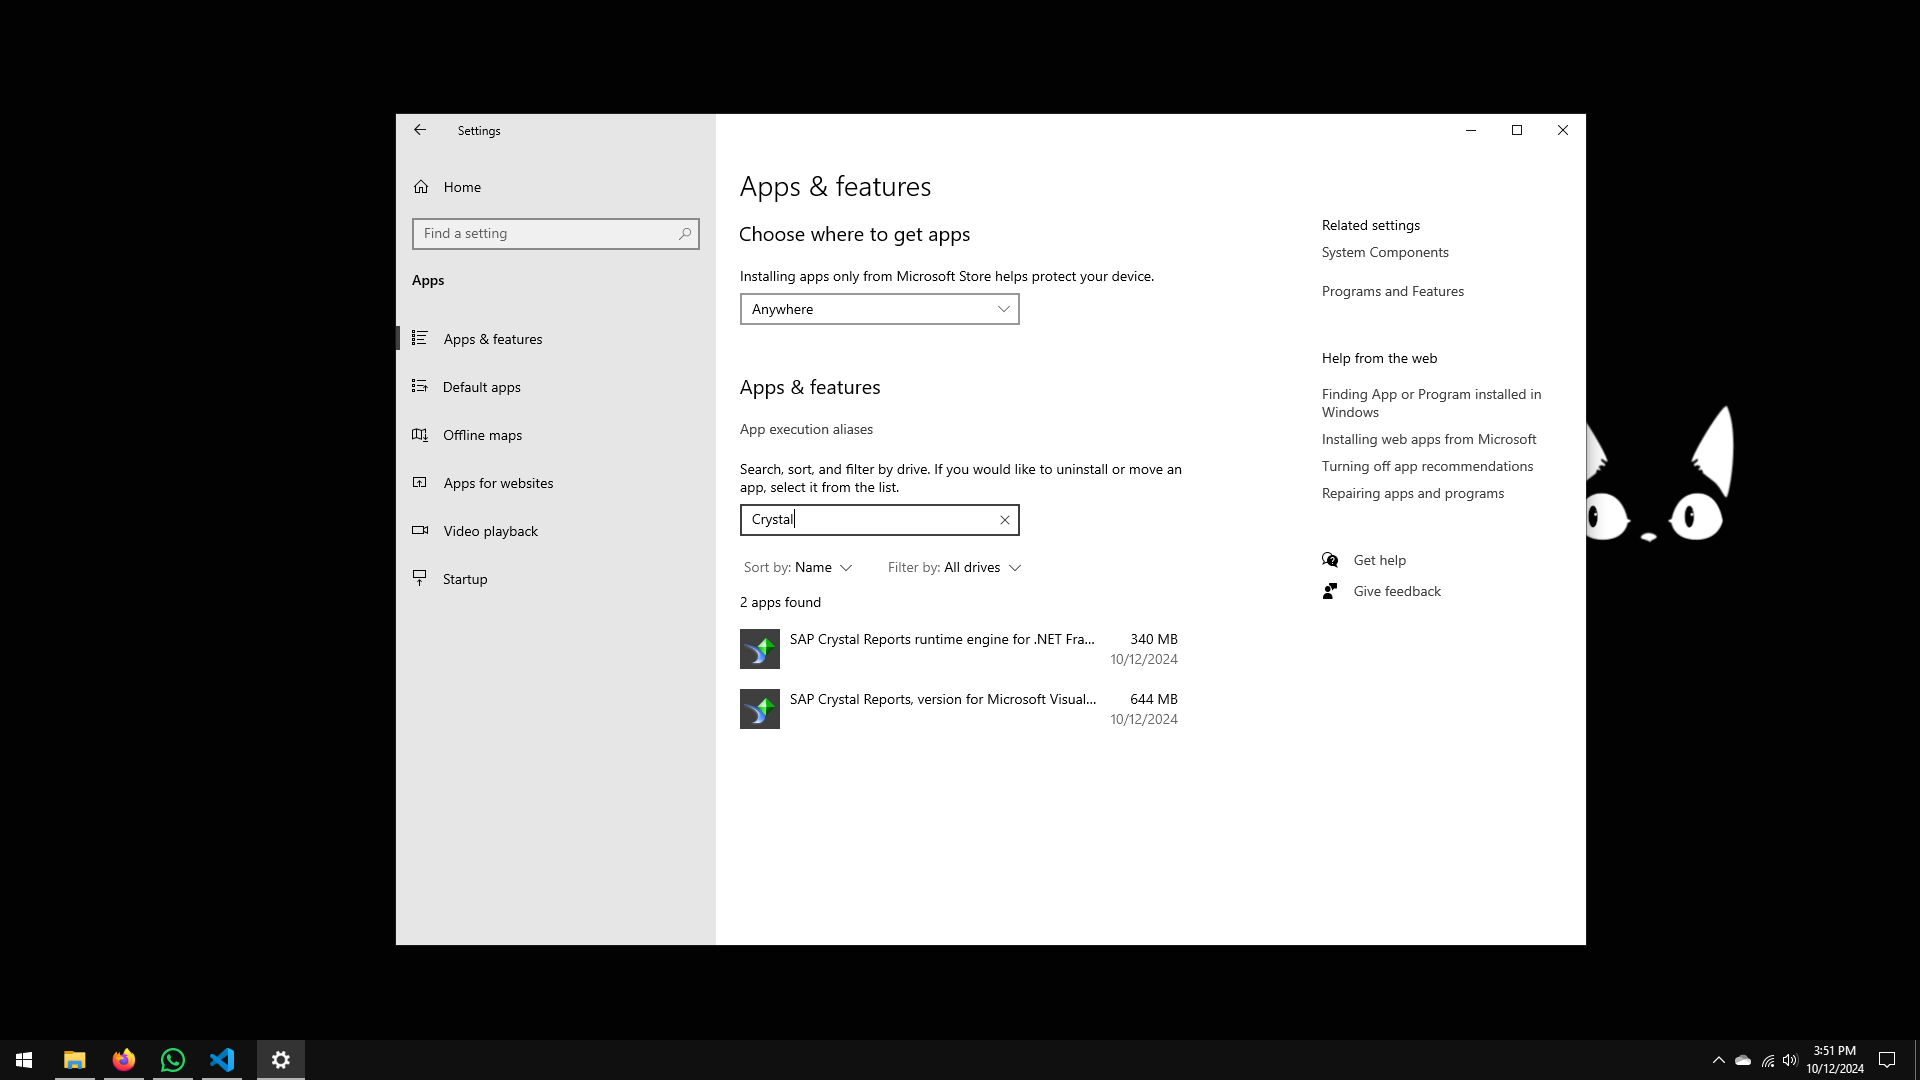 Settings
Home
Find a setting
Apps
Apps & features
Default apps
Offline maps
Apps for websites
Video playback
Startup
Apps & features
Choose where to get apps
Installing apps only from Microsoft Store helps protect your device.
Anywhere
Apps & features
App execution aliases
Search, sort, and filter by drive. If you would like to uninstall or move an
app, select it from the list.
Crystal
Sort by: Name
Filter by: All drives
2 apps found
SAP Crystal Reports runtime engine for .NET Fra... 340 MB
10/12/2024
SAP Crystal Reports, version for Microsoft Visual... 644 MB
10/12/2024
Related settings
System Components
Programs and Features
Help from the web
Finding App or Program installed in
Windows
Installing web apps from Microsoft
Turning off app recommendations
Repairing apps and programs
Get help
Give feedback
3:51 PM
10/12/2024